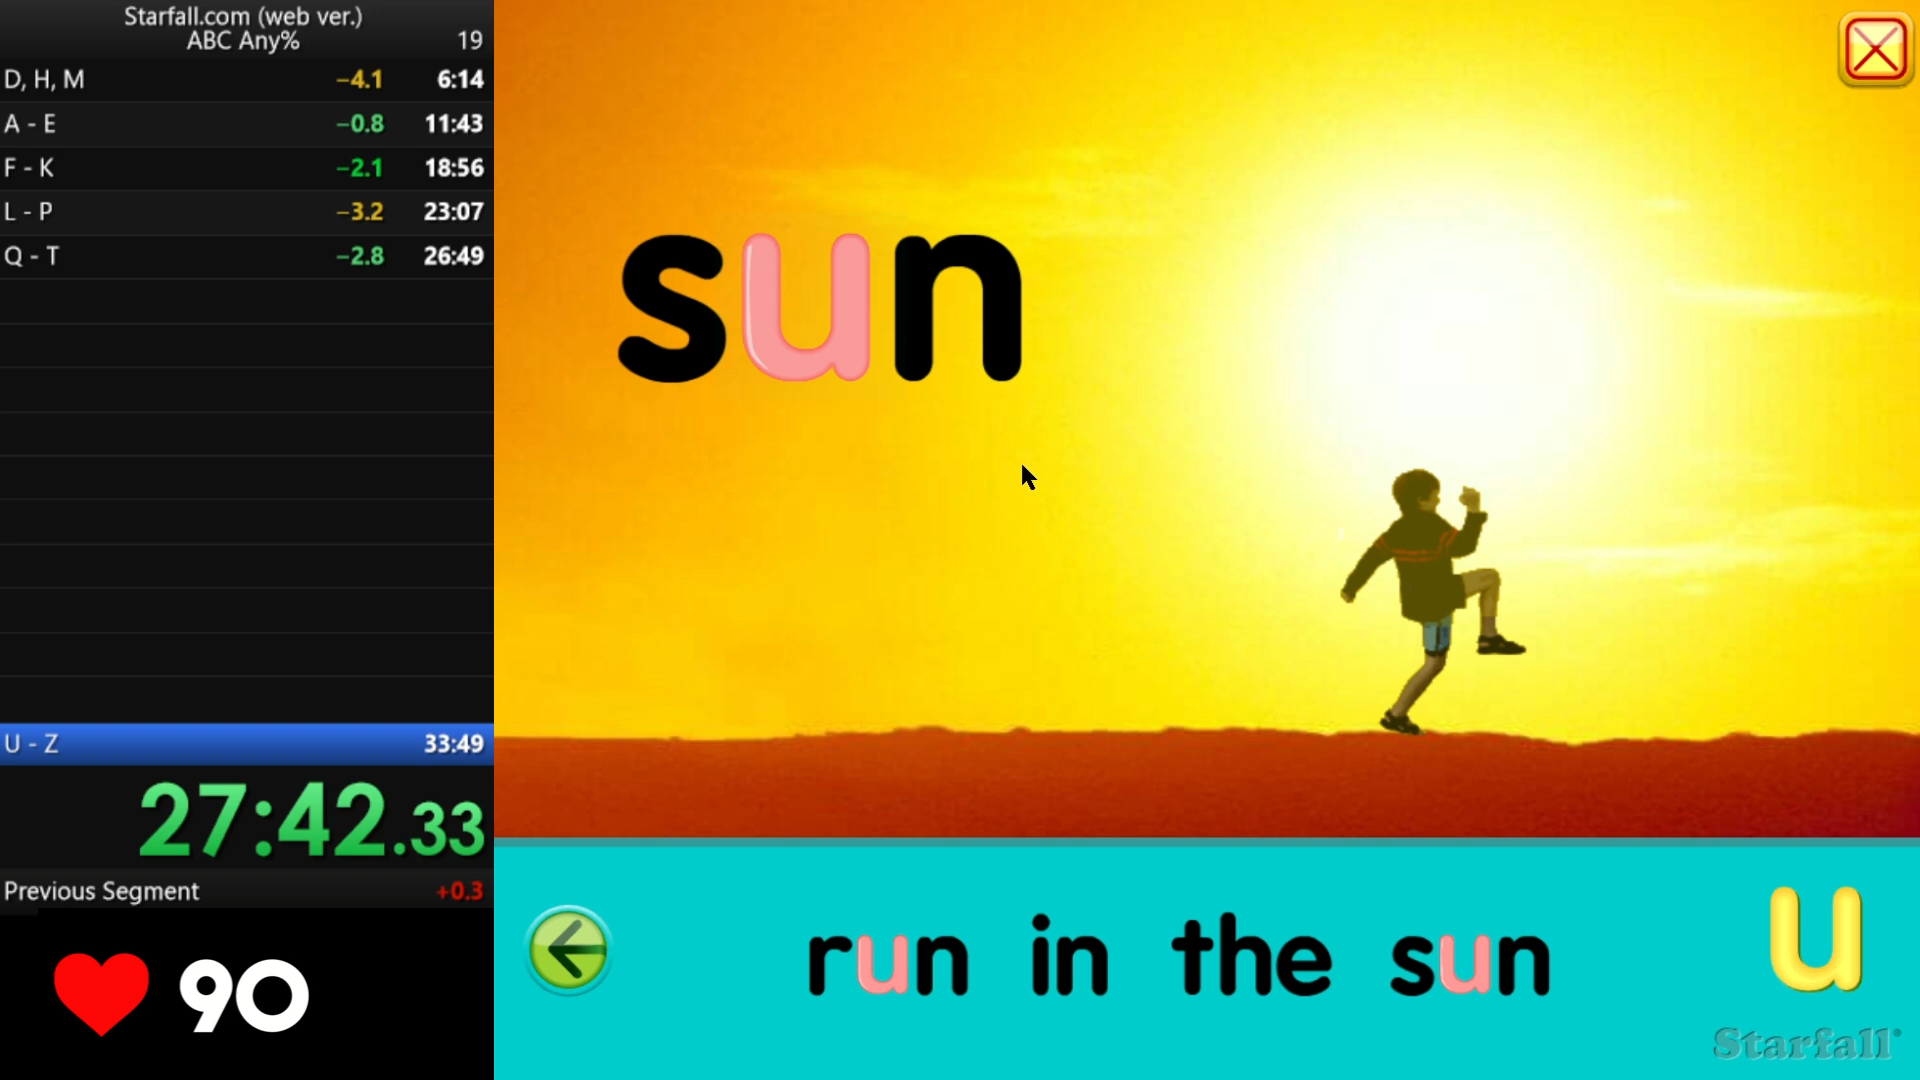 Starfall.com (web ver.)
ABC Any% 19
D, H, M −4.1 6:14
A - E −0.8 11:43
F - K −2.1 18:56
L - P −3.2 23:07
Q - T −2.8 26:49
U - Z 33:49
27:42.33
Previous Segment +0.3
90
sun
run in the sun
u
Starfall®